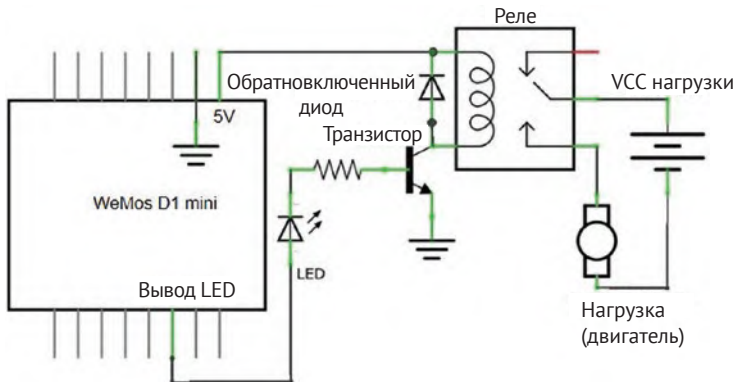 Реле
Обратновключенный
диод
VCC нагрузки
5V
Транзистор
WeMos D1 mini
LED
Вывод LED
Нагрузка
(двигатель)